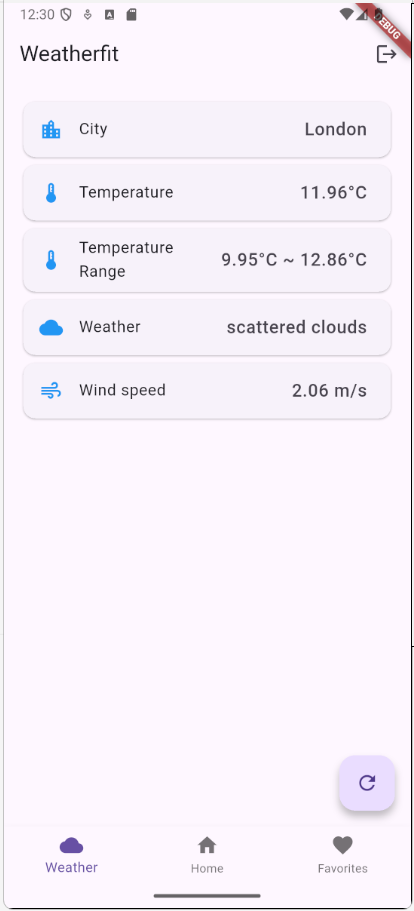 12:30
DEBUG
Weatherfit
City London
Temperature 11.96°C
Temperature
Range 9.95°C ~ 12.86°C
Weather scattered clouds
Wind speed 2.06 m/s
Weather Home Favorites